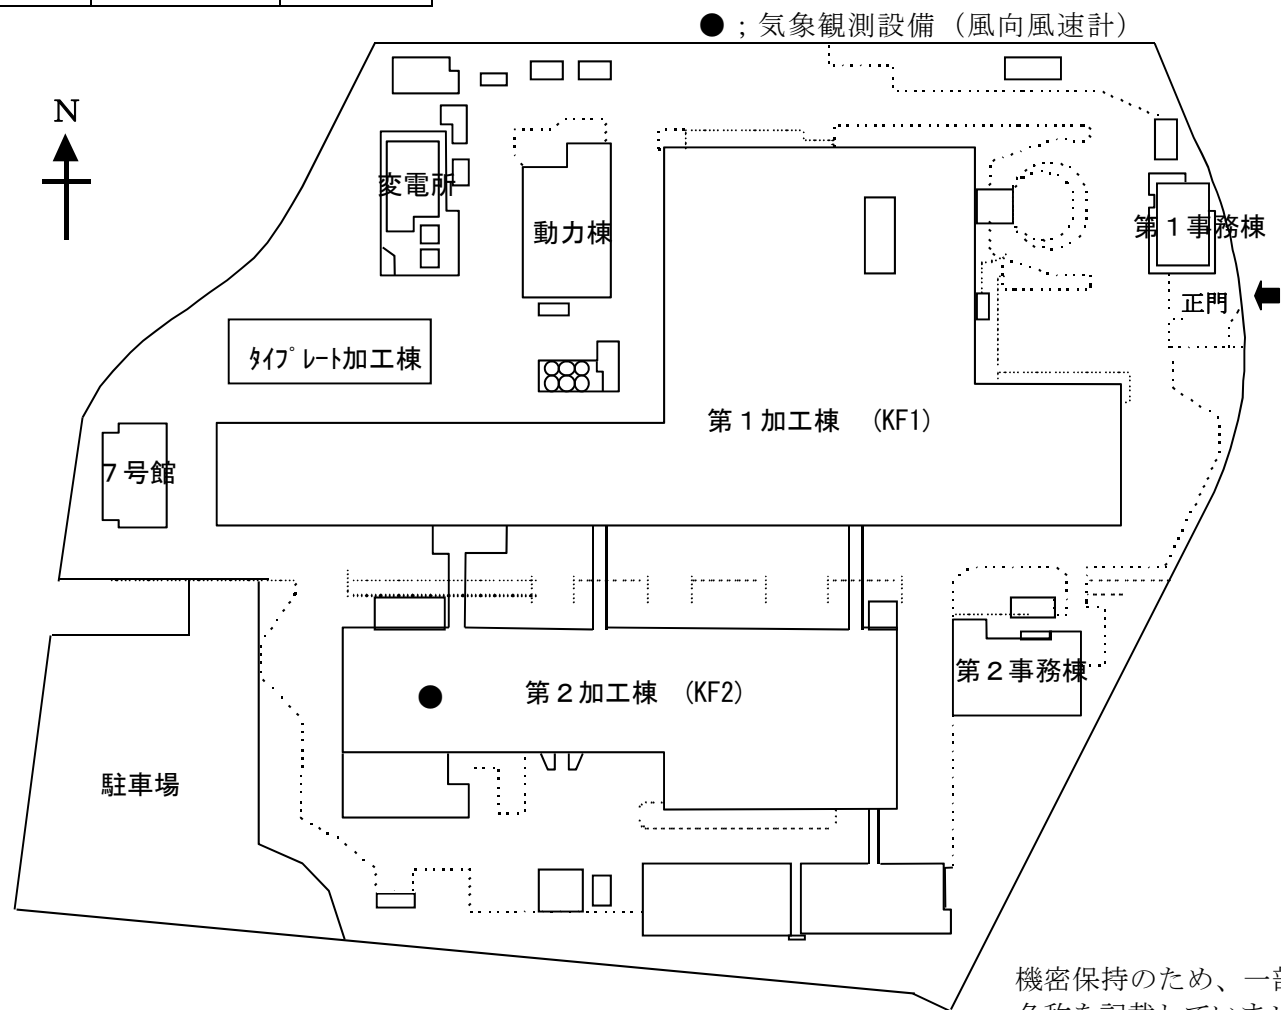 ●；気象観測設備（風向風速計）
N
変電所
動力棟
第１事務棟
正門
ﾀｲﾌﾟﾚｰﾄ加工棟
第１加工棟　(KF1)
７号館
第２事務棟
第２加工棟　(KF2)
駐車場
機密保持のため、一部